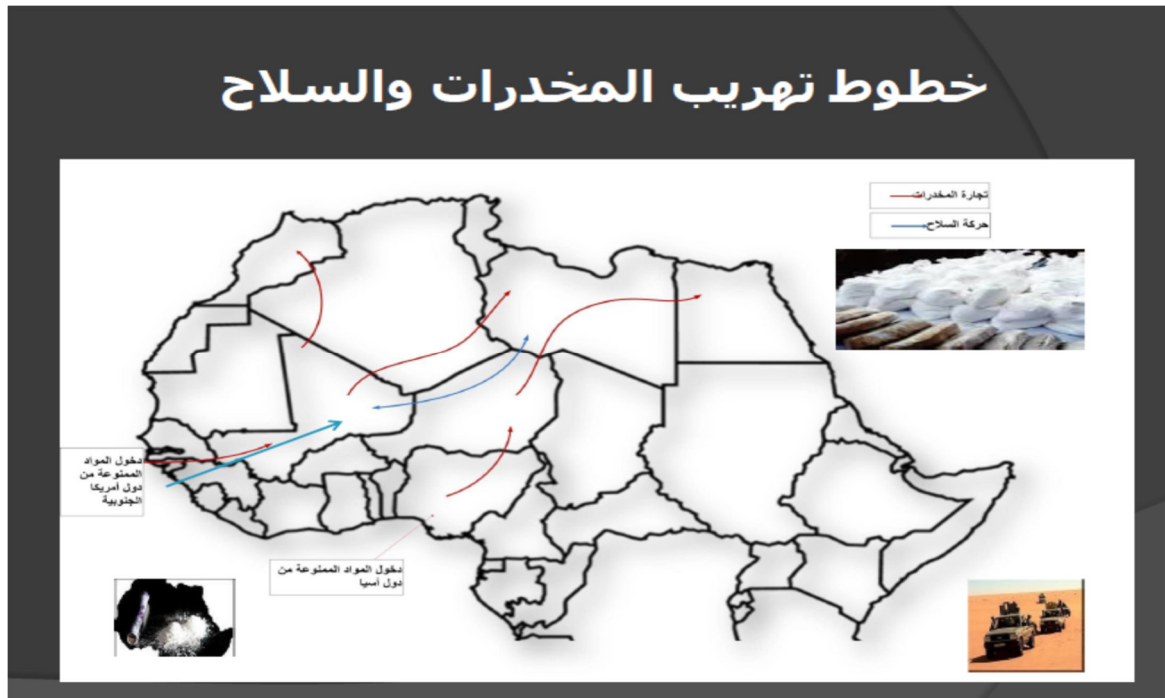 خطوط تهريب المخدرات والسلاح
تجارة المخدرات
حركة السلاح
دخول المواد
الممنوعة من
دول أمريكا
الجنوبية
دخول المواد الممنوعة من
دول أسيا